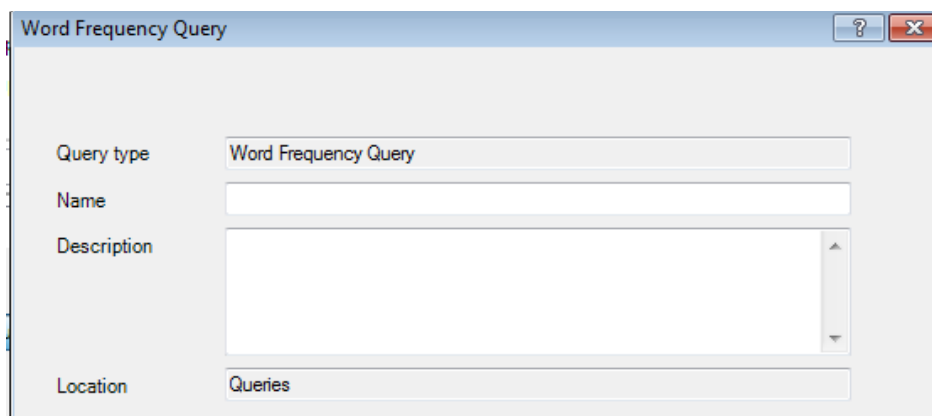 Word Frequency Query
Query type Word Frequency Query
Name
Description
Location Queries